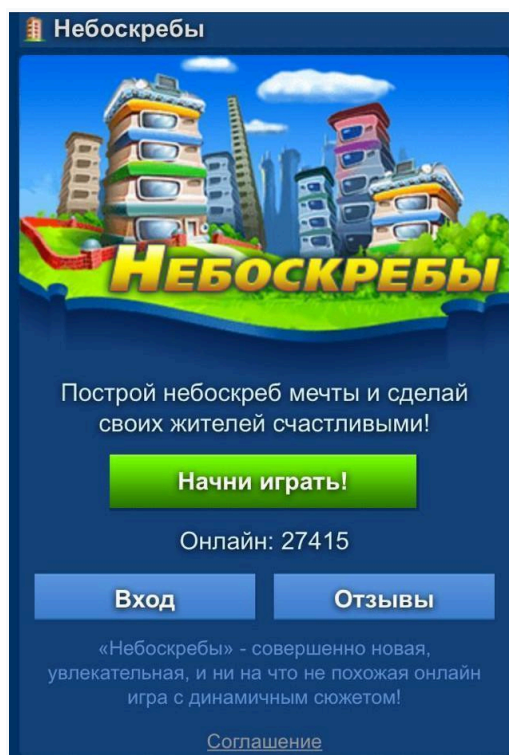 Небоскребы
НЕБОСКРЕБЫ
Построй небоскреб мечты и сделай
своих жителей счастливыми!
Начни играть!
Онлайн: 27415
Вход
Отзывы
«Небоскребы» - совершенно новая,
увлекательная, и ни на что не похожая онлайн
игра с динамичным сюжетом!
Соглашение